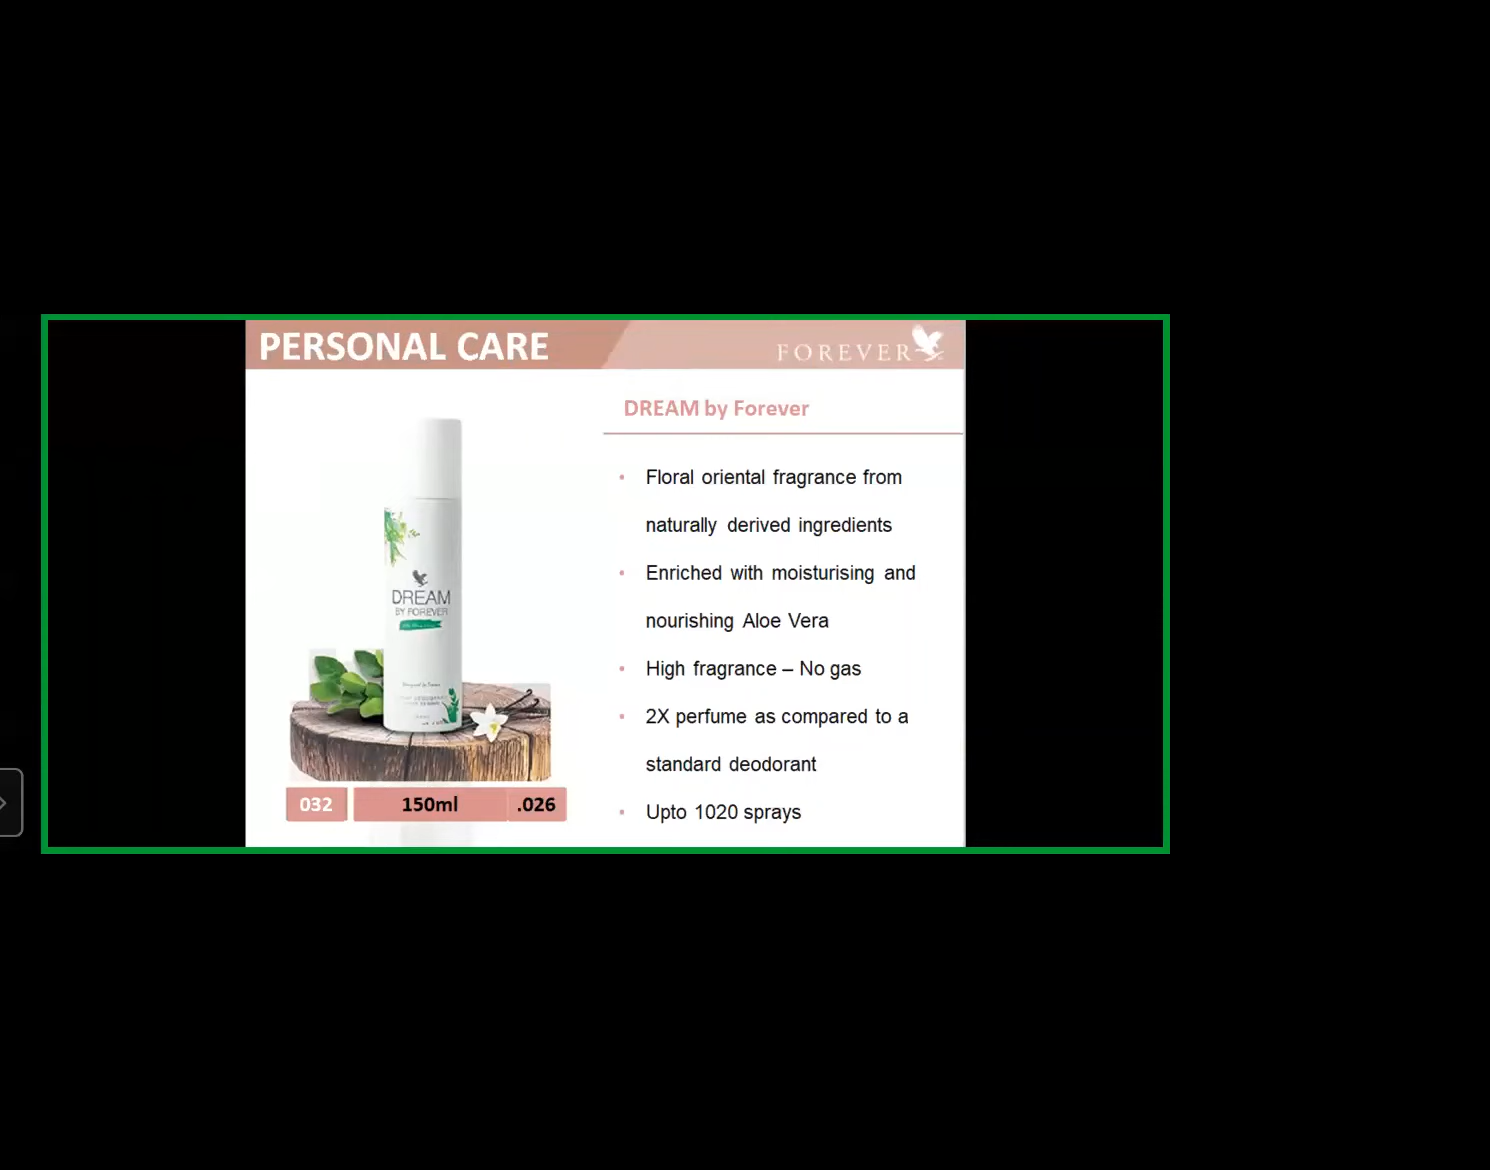 PERSONAL CARE
FOREVER
DREAM by Forever
• Floral oriental fragrance from
naturally derived ingredients
• Enriched with moisturising and
nourishing Aloe Vera
• High fragrance – No gas
• 2X perfume as compared to a
standard deodorant
• Upto 1020 sprays
DREAM
BY FOREVER
032 150ml .026